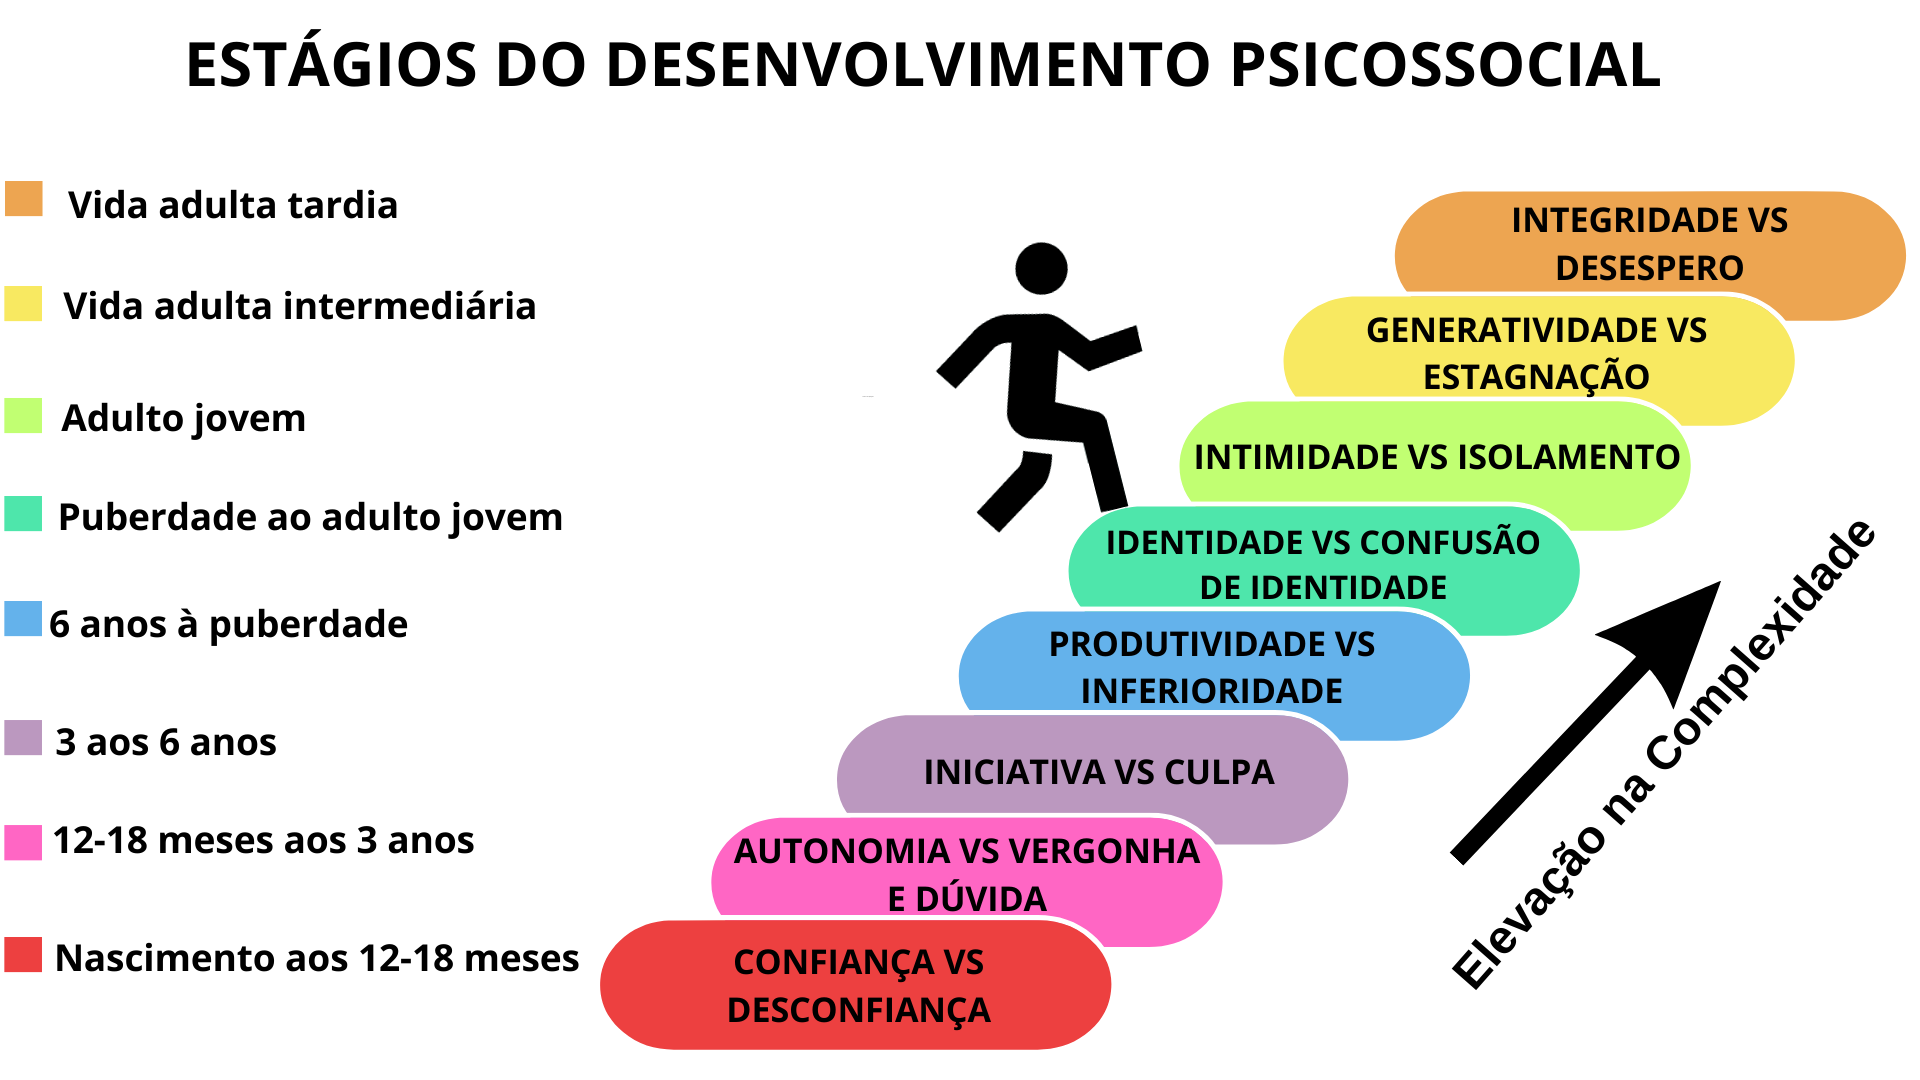 ESTÁGIOS DO DESENVOLVIMENTO PSICOSSOCIAL
Vida adulta tardia
Vida adulta intermediária
Adulto jovem
Puberdade ao adulto jovem
6 anos à puberdade
3 aos 6 anos
12-18 meses aos 3 anos
Nascimento aos 12-18 meses
INTEGRIDADE VS
DESESPERO
GENERATIVIDADE VS
ESTAGNAÇÃO
INTIMIDADE VS ISOLAMENTO
IDENTIDADE VS CONFUSÃO
DE IDENTIDADE
PRODUTIVIDADE VS
INFERIORIDADE
INICIATIVA VS CULPA
AUTONOMIA VS VERGONHA
E DÚVIDA
CONFIANÇA VS
DESCONFIANÇA
Elevação na Complexidade